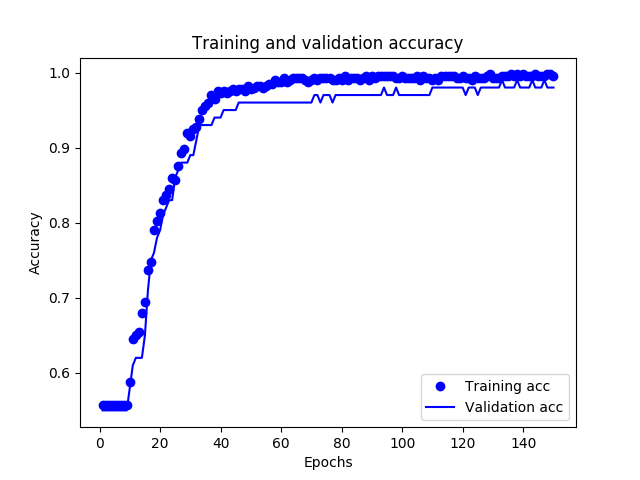 Training and validation accuracy
1.0
0.9
0.8
0.7
0.6
Accuracy
Training acc
Validation acc
0 20 40 60 80 100 120 140
Epochs